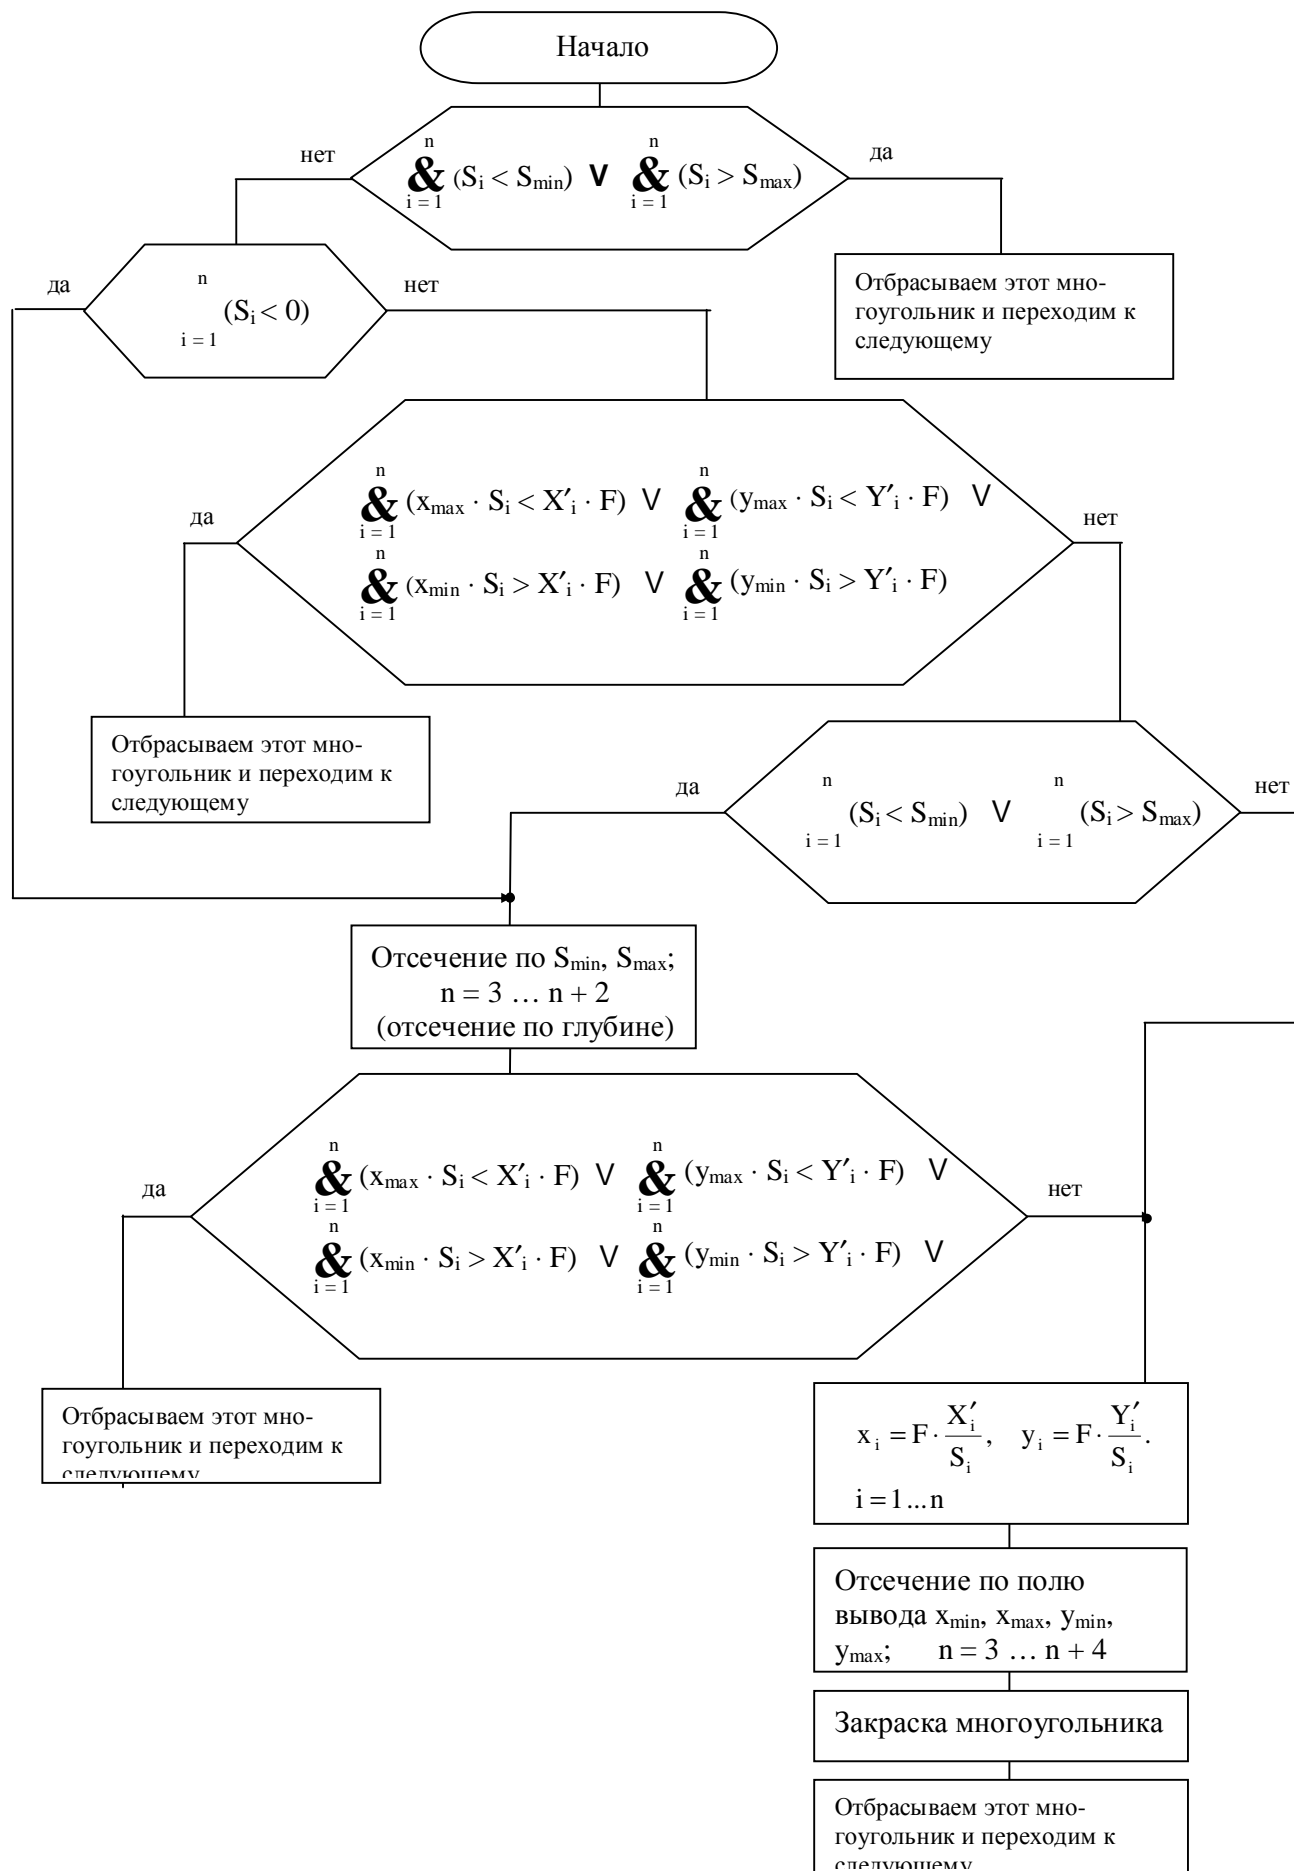 Начало
нет
n n
& (Sᵢ < Smin) V & (Sᵢ > Smax)
i = 1 i = 1
да
да
n
(Sᵢ < 0)
i = 1
нет
Отбрасываем этот мно-
гоугольник и переходим к
следующему
да
n n
& (xmax · Sᵢ < X′ᵢ · F) V & (ymax · Sᵢ < Y′ᵢ · F) V
i = 1 i = 1
n n
& (xmin · Sᵢ > X′ᵢ · F) V & (ymin · Sᵢ > Y′ᵢ · F)
i = 1 i = 1
нет
Отбрасываем этот мно-
гоугольник и переходим к
следующему
да
n n
(Sᵢ < Smin) V (Sᵢ > Smax)
i = 1 i = 1
нет
Отсечение по Smin, Smax;
n = 3 … n + 2
(отсечение по глубине)
да
n n
& (xmax · Sᵢ < X′ᵢ · F) V & (ymax · Sᵢ < Y′ᵢ · F) V
i = 1 i = 1
n n
& (xmin · Sᵢ > X′ᵢ · F) V & (ymin · Sᵢ > Y′ᵢ · F) V
i = 1 i = 1
нет
Отбрасываем этот мно-
гоугольник и переходим к
следующему
xᵢ = F · X′ᵢ / Sᵢ, yᵢ = F · Y′ᵢ / Sᵢ.
i = 1 ... n
Отсечение по полю
вывода xmin, xmax, ymin,
ymax; n = 3 … n + 4
Закраска многоугольника
Отбрасываем этот мно-
гоугольник и переходим к
следующему